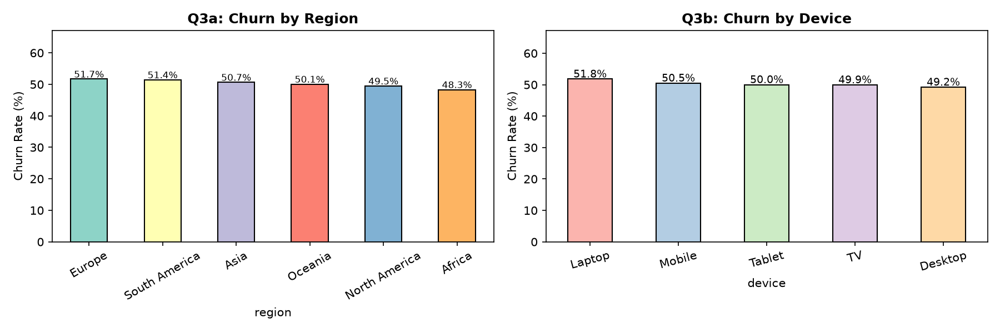 Q3a: Churn by Region
Churn Rate (%)
60
50
40
30
20
10
0
51.7%
51.4%
50.7%
50.1%
49.5%
48.3%
Europe
South America
Asia
Oceania
North America
Africa
region
Q3b: Churn by Device
Churn Rate (%)
60
50
40
30
20
10
0
51.8%
50.5%
50.0%
49.9%
49.2%
Laptop
Mobile
Tablet
TV
Desktop
device